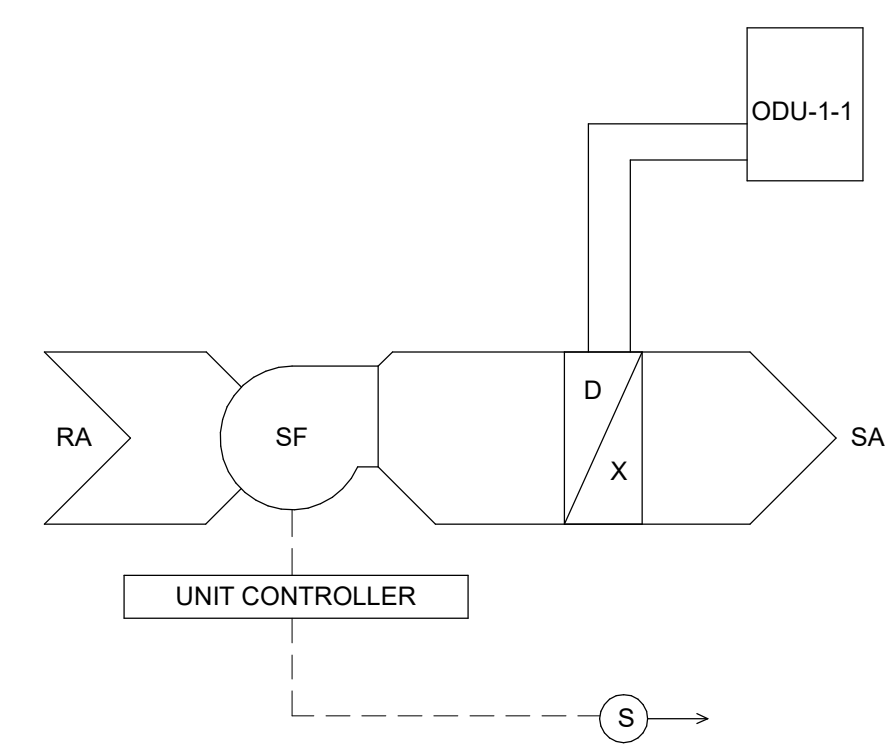 ODU-1-1
D
X
RA
SF
SA
UNIT CONTROLLER
S